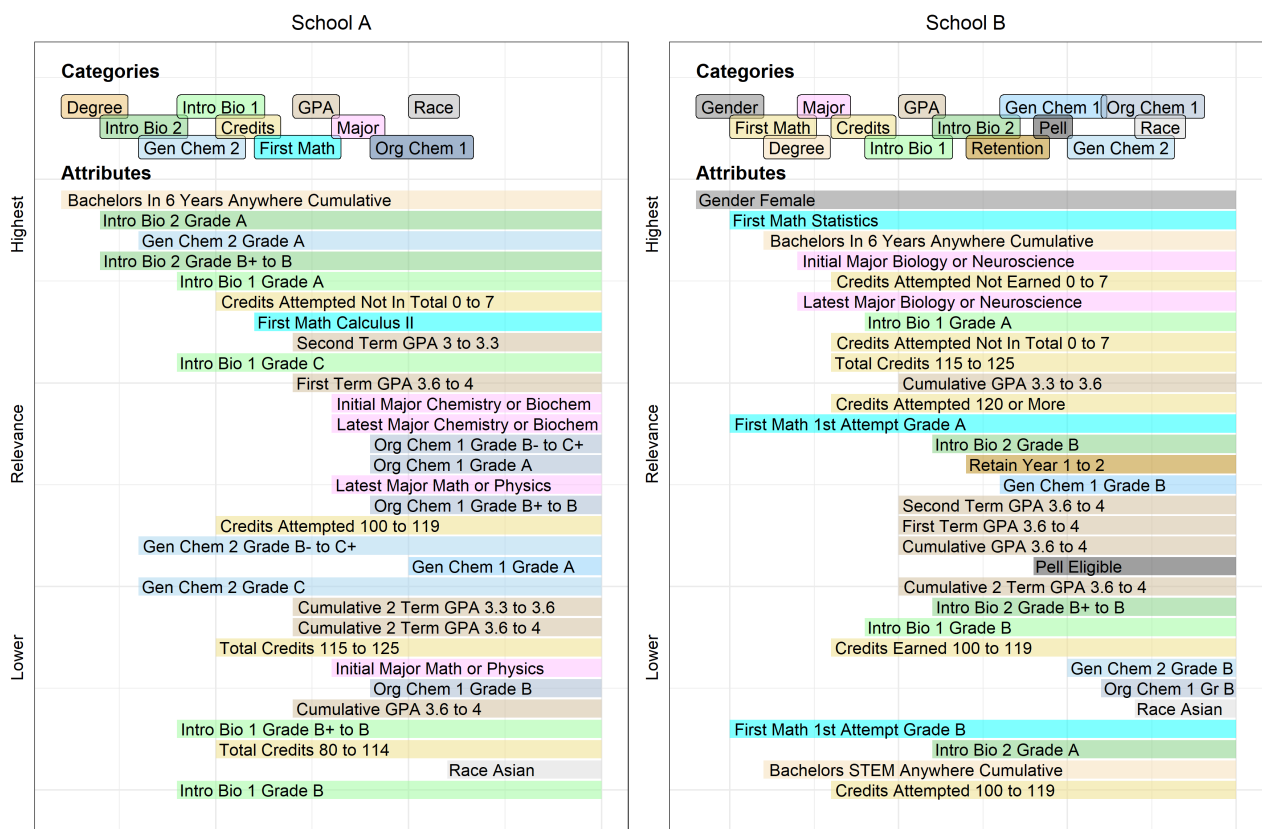 School A
Categories
Degree Intro Bio 1 GPA Race
Intro Bio 2 Credits Major
Gen Chem 2 First Math Org Chem 1
Attributes
Highest
Relevance
Lower
Bachelors In 6 Years Anywhere Cumulative
Intro Bio 2 Grade A
Gen Chem 2 Grade A
Intro Bio 2 Grade B+ to B
Intro Bio 1 Grade A
Credits Attempted Not In Total 0 to 7
First Math Calculus II
Second Term GPA 3 to 3.3
Intro Bio 1 Grade C
First Term GPA 3.6 to 4
Initial Major Chemistry or Biochem
Latest Major Chemistry or Biochem
Org Chem 1 Grade B- to C+
Org Chem 1 Grade A
Latest Major Math or Physics
Org Chem 1 Grade B+ to B
Credits Attempted 100 to 119
Gen Chem 2 Grade B- to C+
Gen Chem 1 Grade A
Gen Chem 2 Grade C
Cumulative 2 Term GPA 3.3 to 3.6
Cumulative 2 Term GPA 3.6 to 4
Total Credits 115 to 125
Initial Major Math or Physics
Org Chem 1 Grade B
Cumulative GPA 3.6 to 4
Intro Bio 1 Grade B+ to B
Total Credits 80 to 114
Race Asian
Intro Bio 1 Grade B
School B
Categories
Gender Major GPA Gen Chem 1 Org Chem 1
First Math Credits Intro Bio 2 Pell Race
Degree Intro Bio 1 Retention Gen Chem 2
Attributes
Highest
Relevance
Lower
Gender Female
First Math Statistics
Bachelors In 6 Years Anywhere Cumulative
Initial Major Biology or Neuroscience
Credits Attempted Not Earned 0 to 7
Latest Major Biology or Neuroscience
Intro Bio 1 Grade A
Credits Attempted Not In Total 0 to 7
Total Credits 115 to 125
Cumulative GPA 3.3 to 3.6
Credits Attempted 120 or More
First Math 1st Attempt Grade A
Intro Bio 2 Grade B
Retain Year 1 to 2
Gen Chem 1 Grade B
Second Term GPA 3.6 to 4
First Term GPA 3.6 to 4
Cumulative GPA 3.6 to 4
Pell Eligible
Cumulative 2 Term GPA 3.6 to 4
Intro Bio 2 Grade B+ to B
Intro Bio 1 Grade B
Credits Earned 100 to 119
Gen Chem 2 Grade B
Org Chem 1 Gr B
Race Asian
First Math 1st Attempt Grade B
Intro Bio 2 Grade A
Bachelors STEM Anywhere Cumulative
Credits Attempted 100 to 119